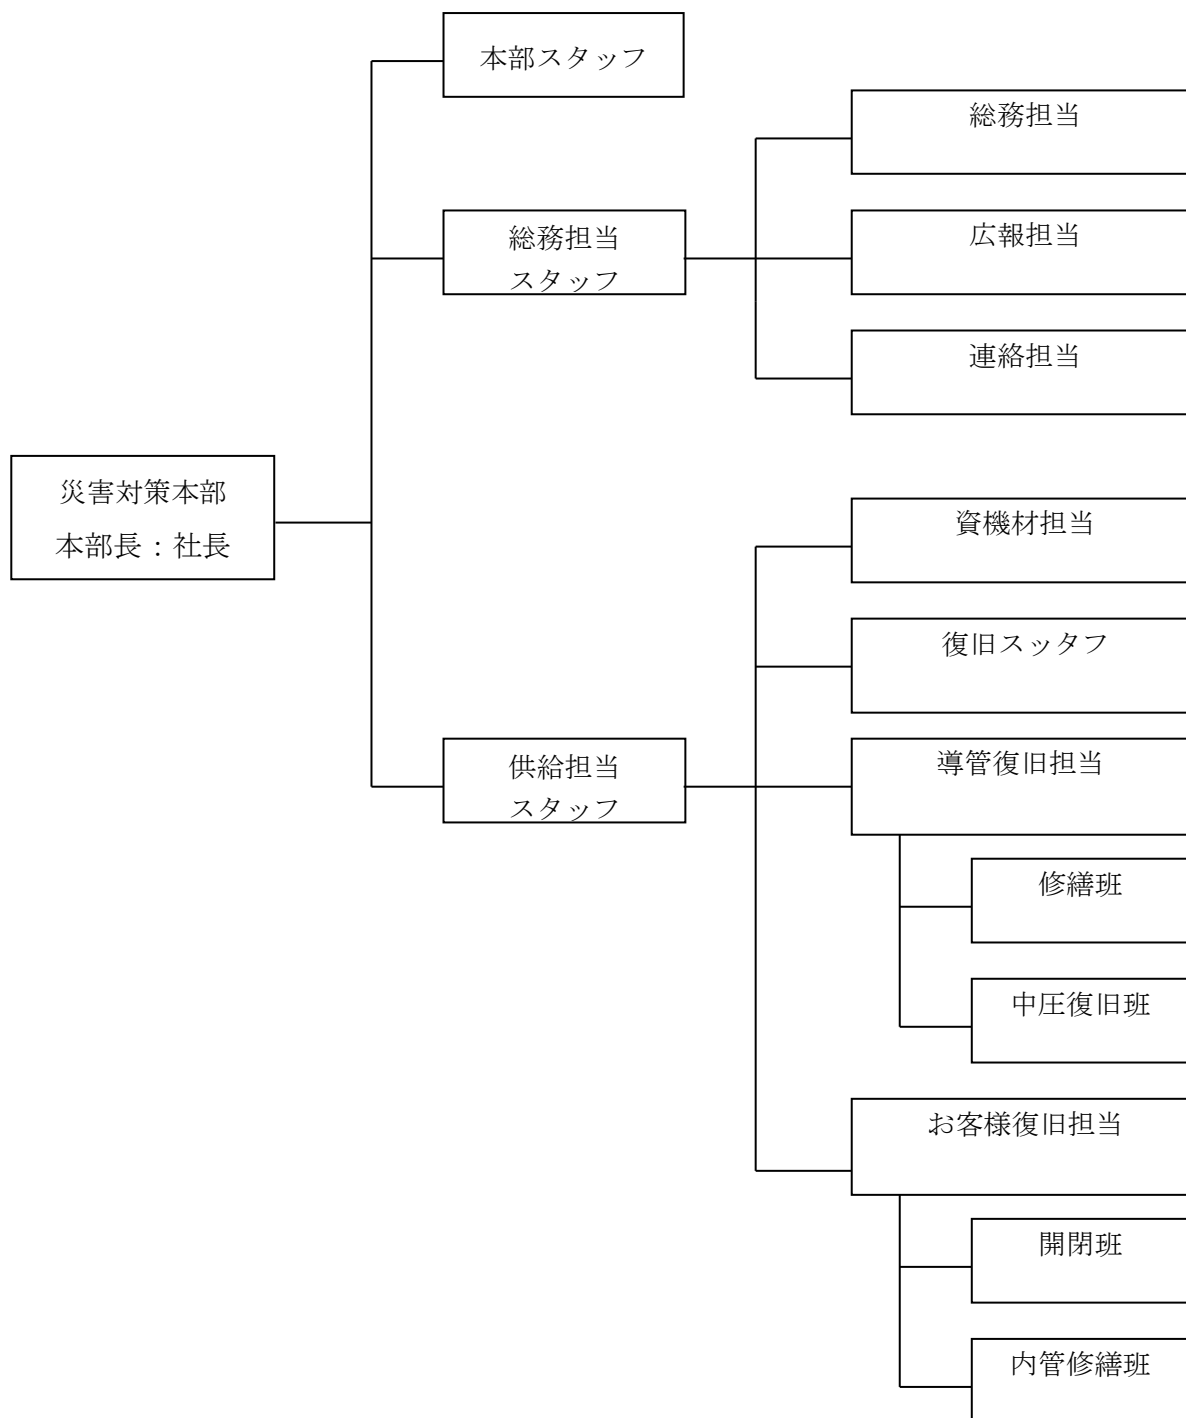 本部スタッフ
総務担当
総務担当
スタッフ
広報担当
連絡担当
災害対策本部
本部長：社長
資機材担当
復旧スッタフ
供給担当
スタッフ
導管復旧担当
修繕班
中圧復旧班
お客様復旧担当
開閉班
内管修繕班